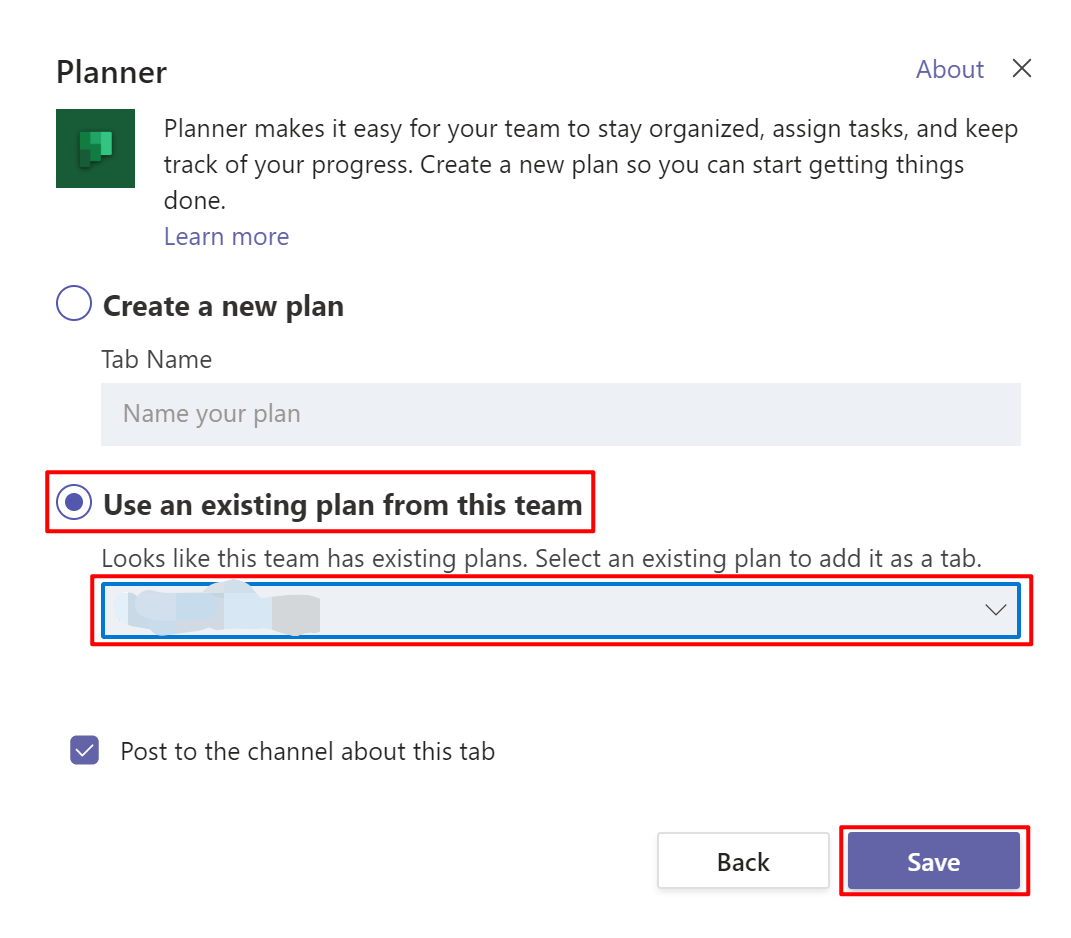 Planner
About
Planner makes it easy for your team to stay organized, assign tasks, and keep
track of your progress. Create a new plan so you can start getting things
done.
Learn more
Create a new plan
Tab Name
Name your plan
Use an existing plan from this team
Looks like this team has existing plans. Select an existing plan to add it as a tab.
Post to the channel about this tab
Back
Save